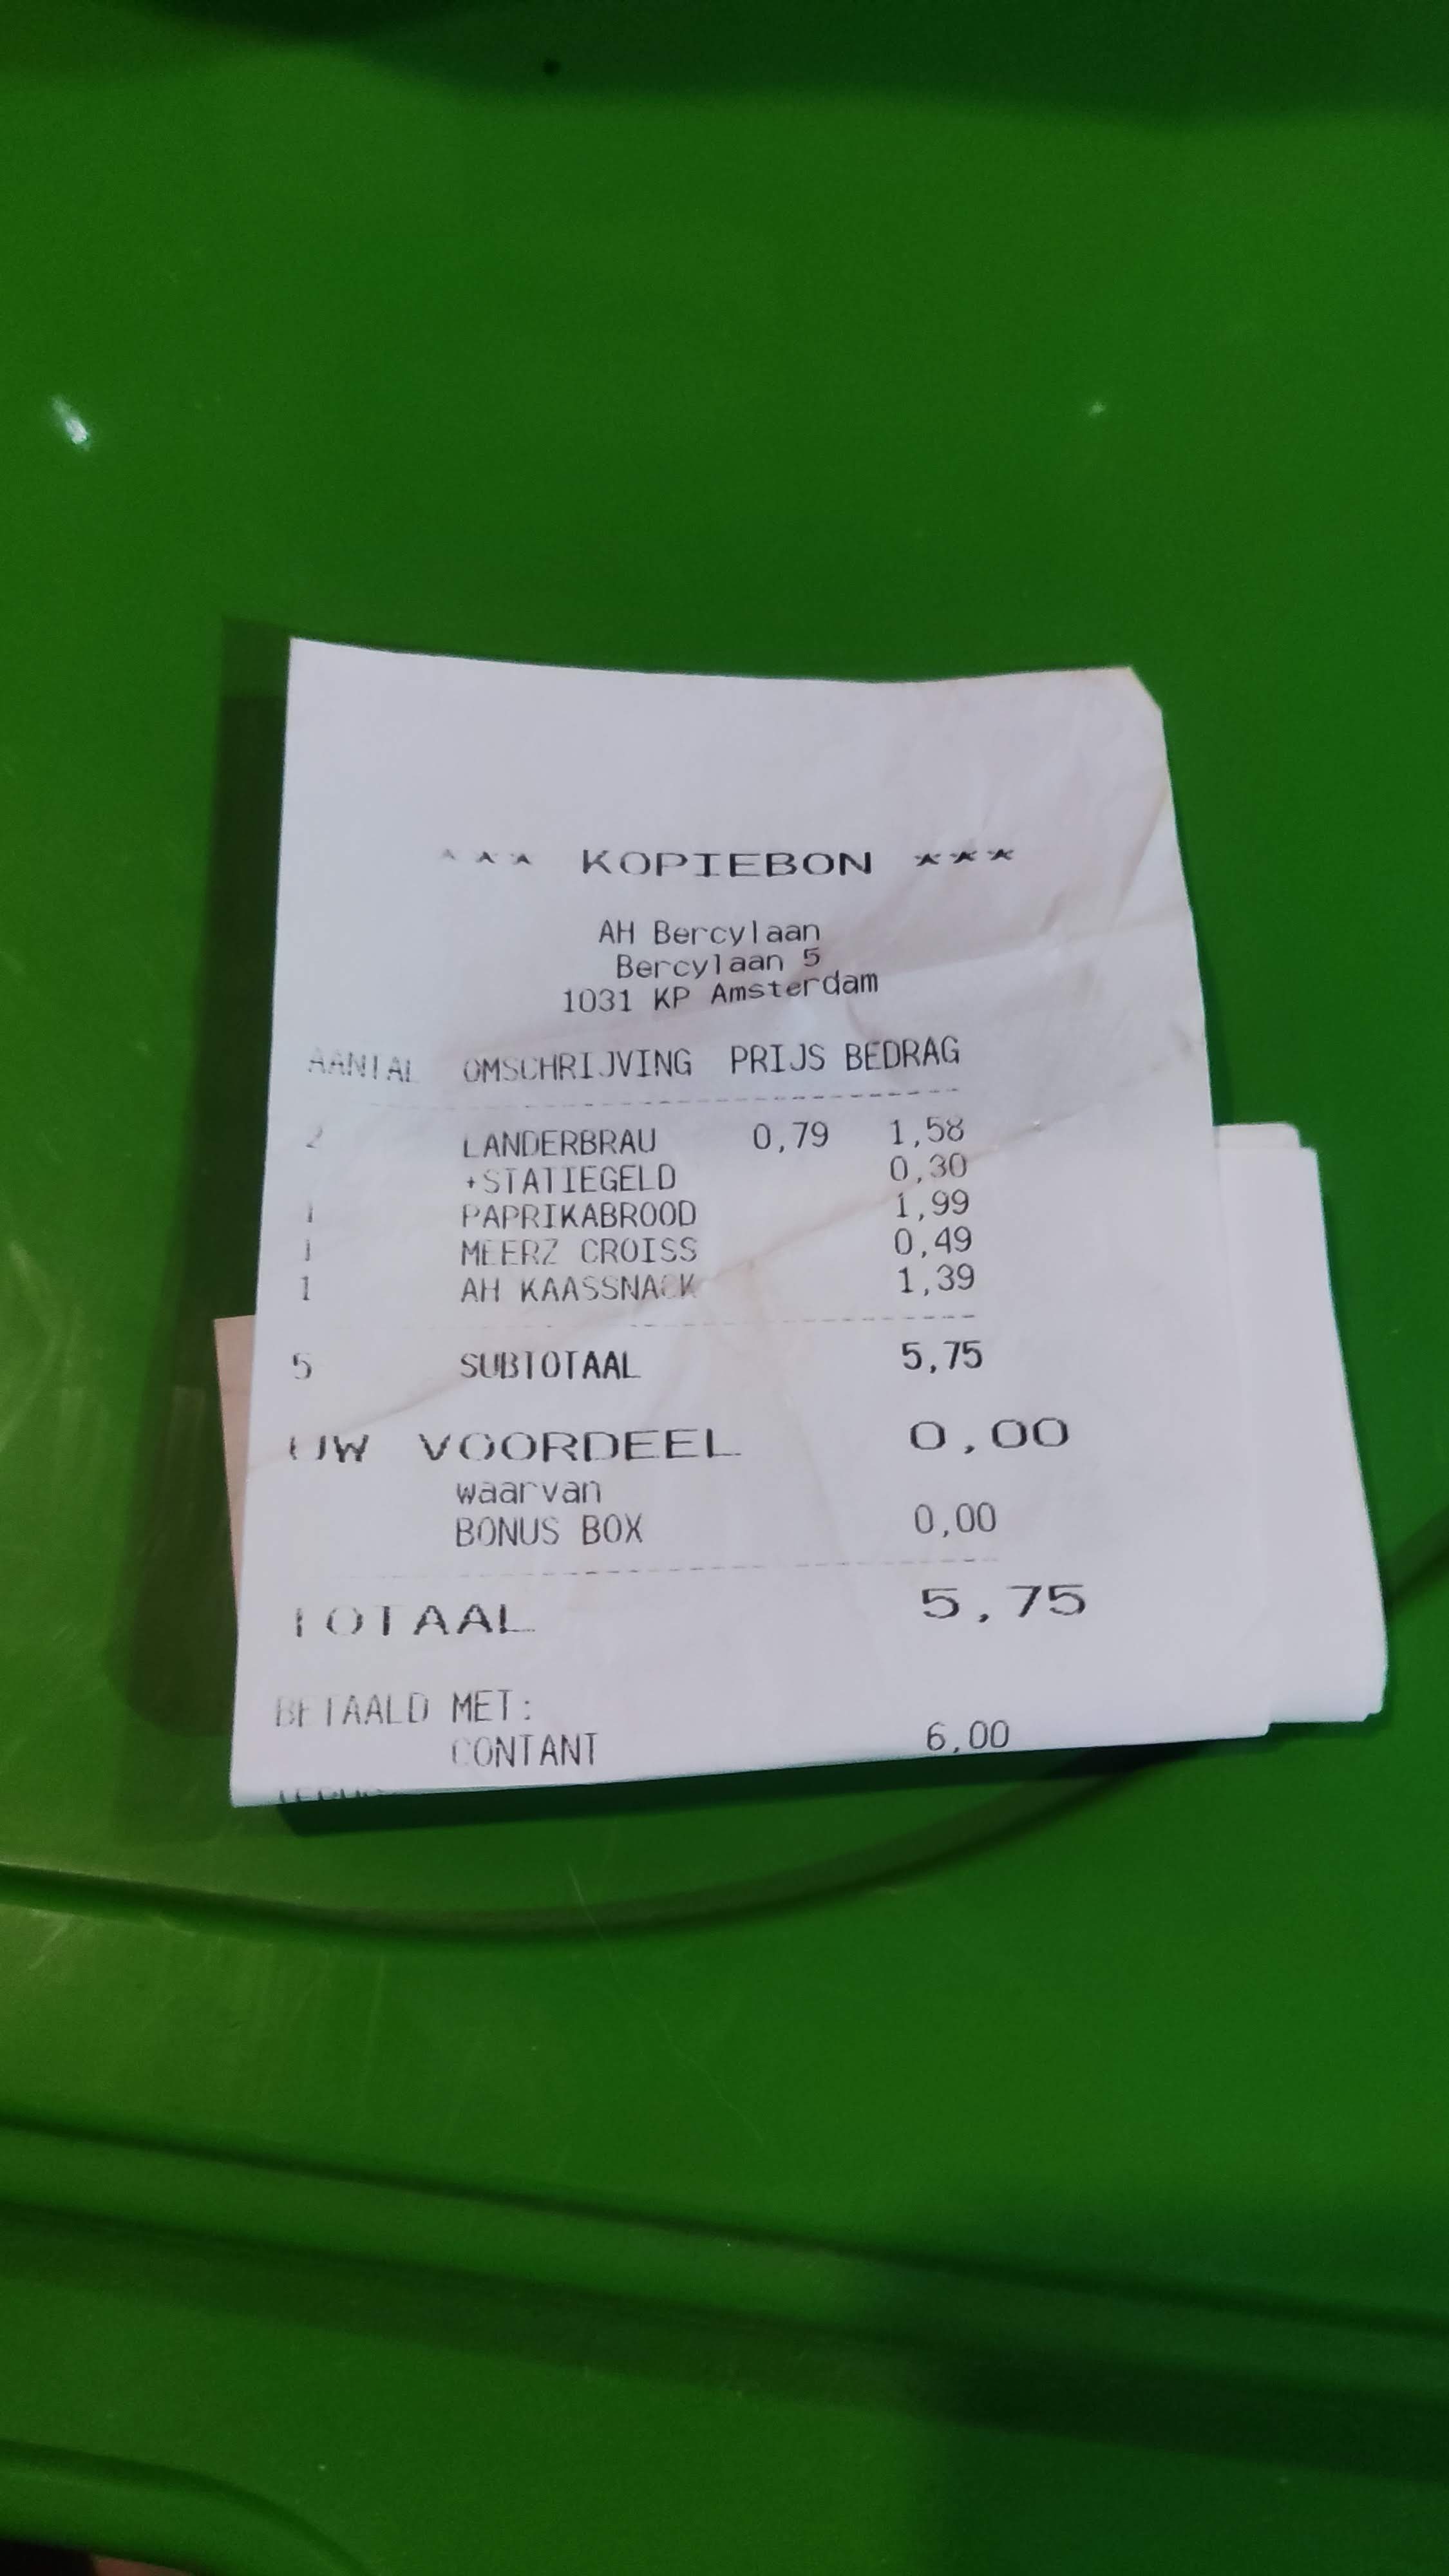 *** KOPIEBON ***
AH Bercylaan
Bercylaan 5
1031 KP Amsterdam
AANTAL OMSCHRIJVING PRIJS BEDRAG
2 LANDERBRAU 0,79 1,58
+STATIEGELD 0,30
1 PAPRIKABROOD 1,99
1 MEERZ CROISS 0,49
1 AH KAASSNACK 1,39
5 SUBTOTAAL 5,75
UW VOORDEEL 0,00
waarvan
BONUS BOX 0,00
TOTAAL 5,75
BETAALD MET:
CONTANT 6,00